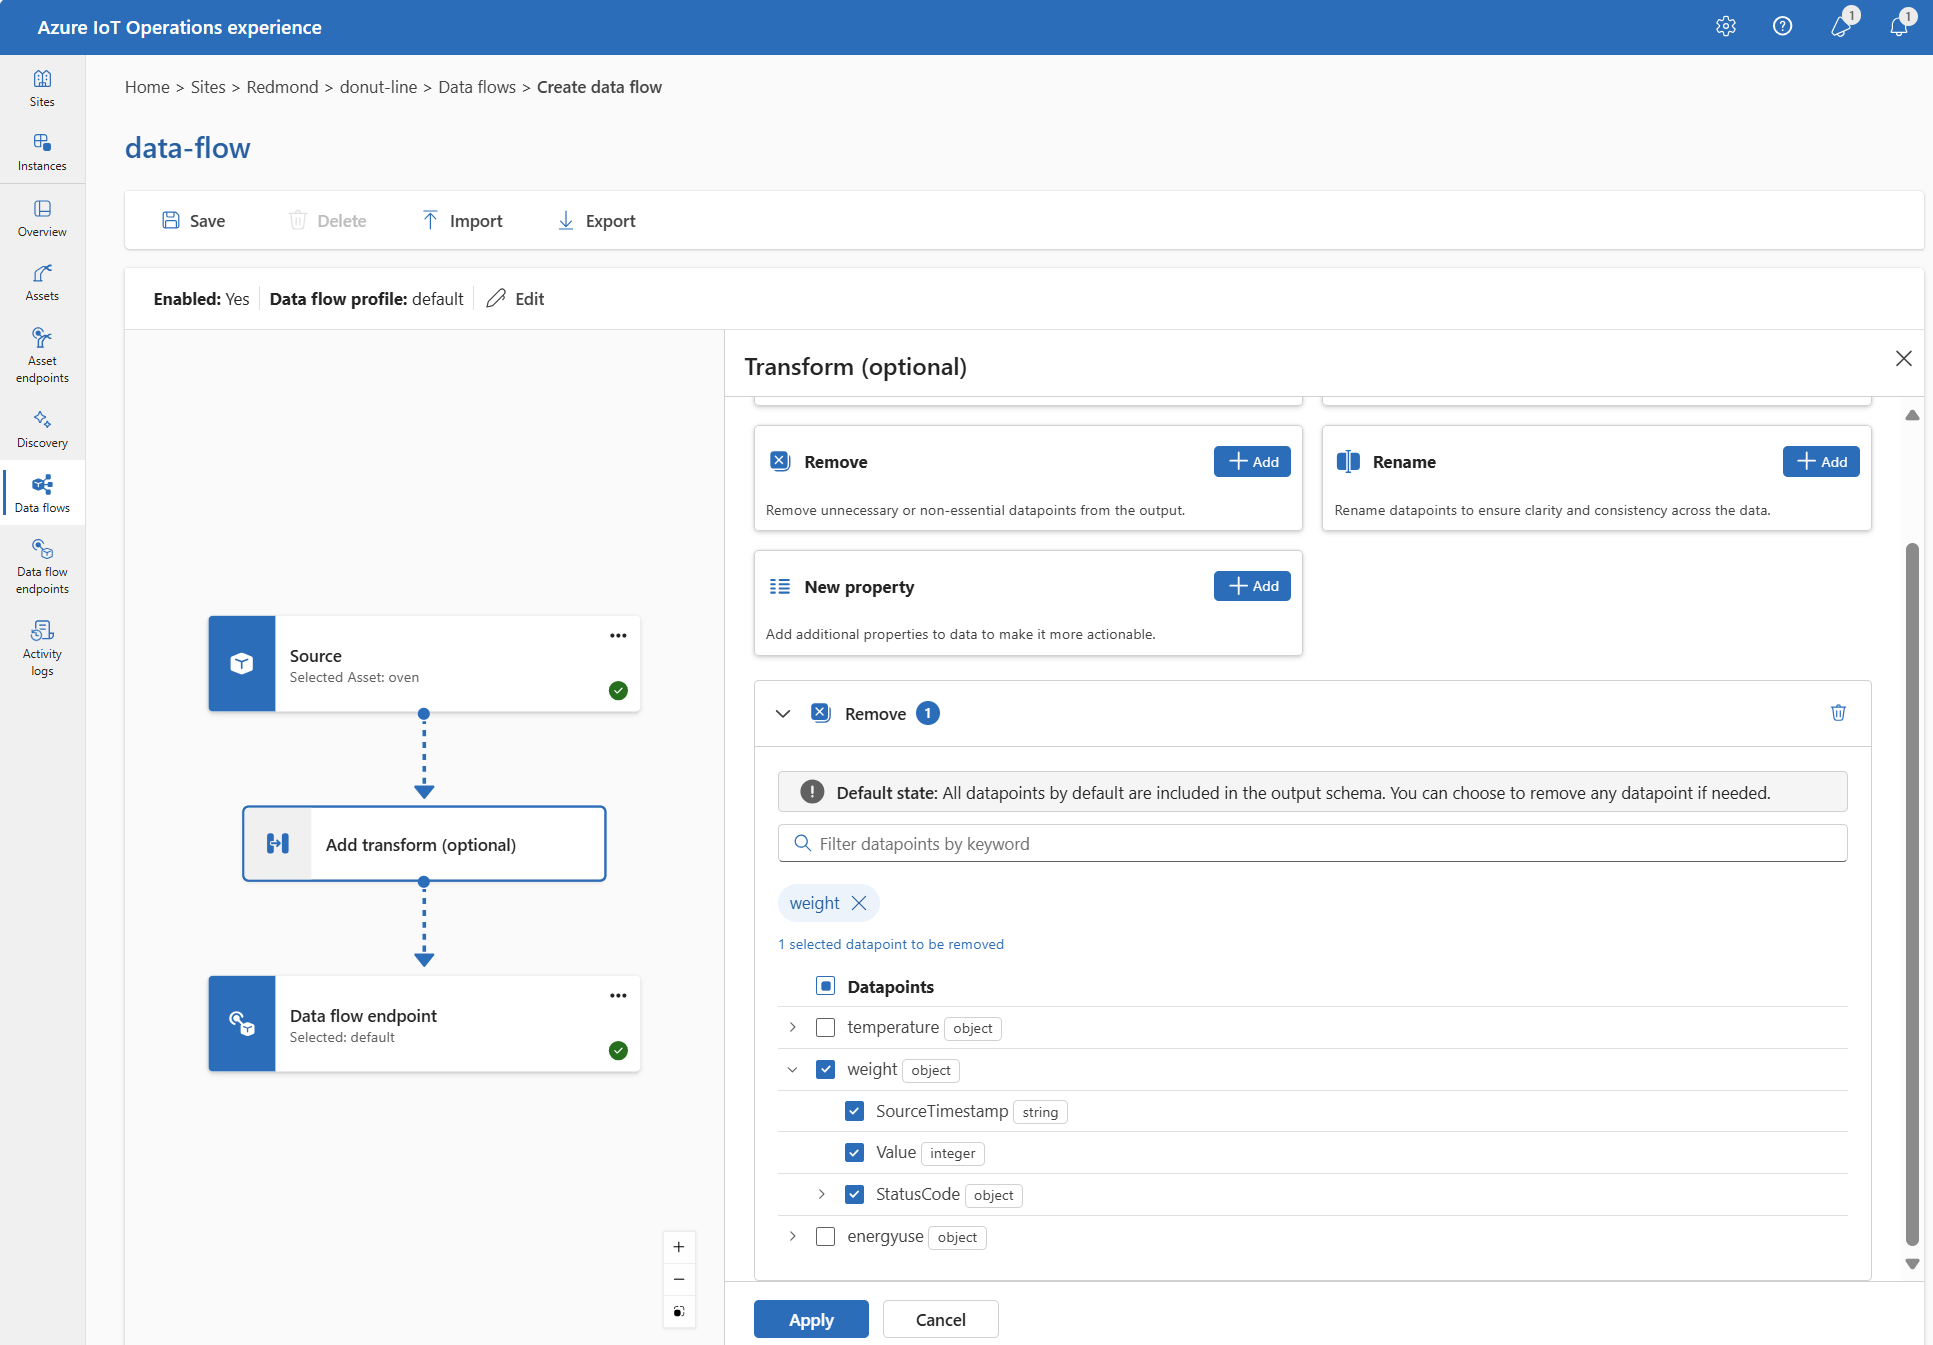 Azure IoT Operations experience
1
1
Sites
Instances
Overview
Assets
Asset
endpoints
Discovery
Data flows
Data flow
endpoints
Activity
logs
Home > Sites > Redmond > donut-line > Data flows > Create data flow
data-flow
Save
Delete
Import
Export
Enabled: Yes
Data flow profile: default
Edit
Source
Selected Asset: oven
Add transform (optional)
Data flow endpoint
Selected: default
Transform (optional)
Remove
Add
Remove unnecessary or non-essential datapoints from the output.
Rename
Add
Rename datapoints to ensure clarity and consistency across the data.
New property
Add
Add additional properties to data to make it more actionable.
Remove 1
Default state: All datapoints by default are included in the output schema. You can choose to remove any datapoint if needed.
Filter datapoints by keyword
weight
1 selected datapoint to be removed
Datapoints
temperature object
weight object
SourceTimestamp string
Value integer
StatusCode object
energyuse object
Apply
Cancel